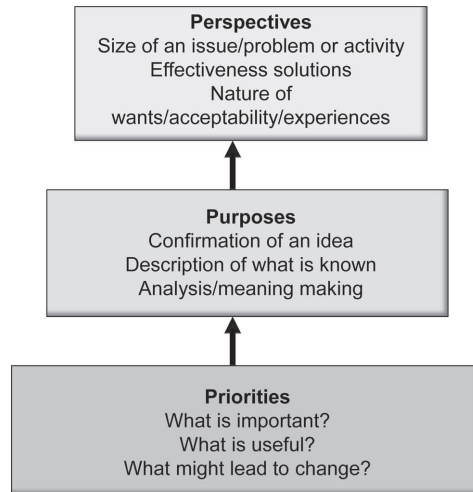 Perspectives
Size of an issue/problem or activity
Effectiveness solutions
Nature of
wants/acceptability/experiences
Purposes
Confirmation of an idea
Description of what is known
Analysis/meaning making
Priorities
What is important?
What is useful?
What might lead to change?